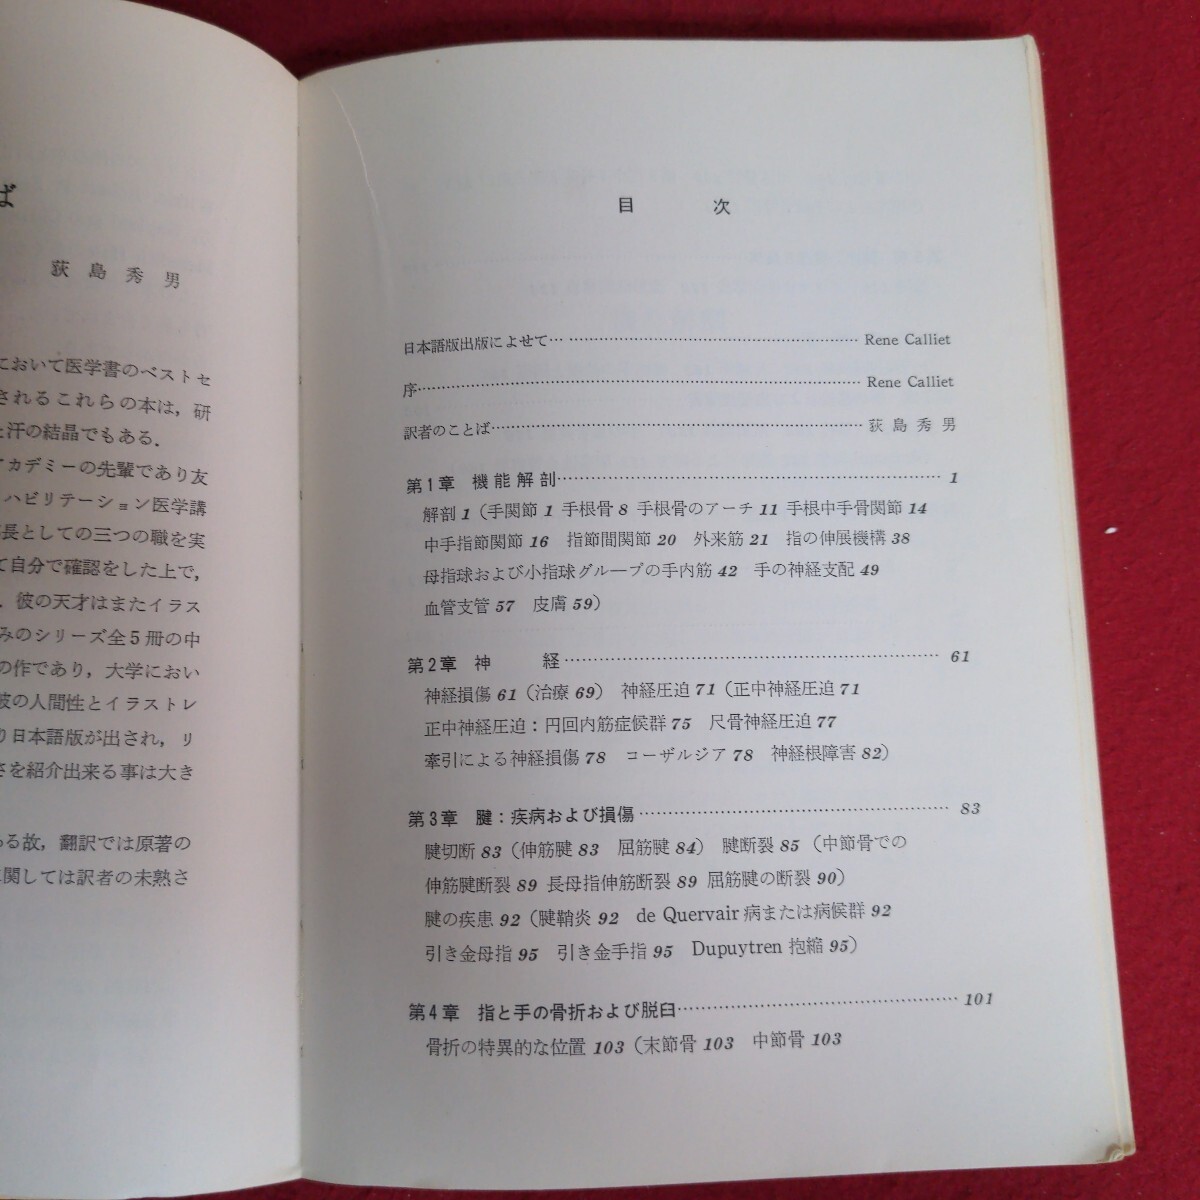 ば
荻島秀男
において医学書のベストセ
されるこれらの本は，研
と汗の結晶でもある．
アカデミーの先輩であり友
ハビリテーション医学講
長としての三つの職を実
て自分で確認をした上で，
．彼の天才はまたイラス
みのシリーズ全5冊の中
の作であり，大学におい
彼の人間性とイラストレ
り日本語版が出され，リ
さを紹介出来る事は大き
ある故，翻訳では原著の
関しては訳者の未熟さ
目　次
日本語版出版によせて…………………………… Rene Calliet
序…………………………………………… Rene Calliet
訳者のことば…………………………………… 荻島秀男
第1章　機能解剖…………………………………… 1
解剖 1（手関節 1　手根骨 8　手根骨のアーチ 11　手根中手骨関節 14
中手指節関節 16　指節間関節 20　外来筋 21　指の伸展機構 38
母指球および小指球グループの手内筋 42　手の神経支配 49
血管支管 57　皮膚 59）
第2章　神　経…………………………………… 61
神経損傷 61（治療 69）　神経圧迫 71（正中神経圧迫 71
正中神経圧迫：円回内筋症候群 75　尺骨神経圧迫 77
牽引による神経損傷 78　コーザルジア 78　神経根障害 82）
第3章　腱：疾病および損傷…………………………… 83
腱切断 83（伸筋腱 83　屈筋腱 84）　腱断裂 85（中節骨での
伸筋腱断裂 89　長母指伸筋断裂 89　屈筋腱の断裂 90）
腱の疾患 92（腱鞘炎 92　de Quervair 病または病候群 92
引き金母指 95　引き金手指 95　Dupuytren 抱縮 95）
第4章　指と手の骨折および脱臼………………………… 101
骨折の特異的な位置 103（末節骨 103　中節骨 103